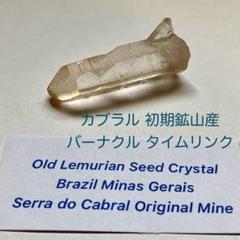 カブラル 初期鉱山産
バーナクル タイムリンク
Old Lemurian Seed Crystal
Brazil Minas Gerais
Serra do Cabral Original Mine